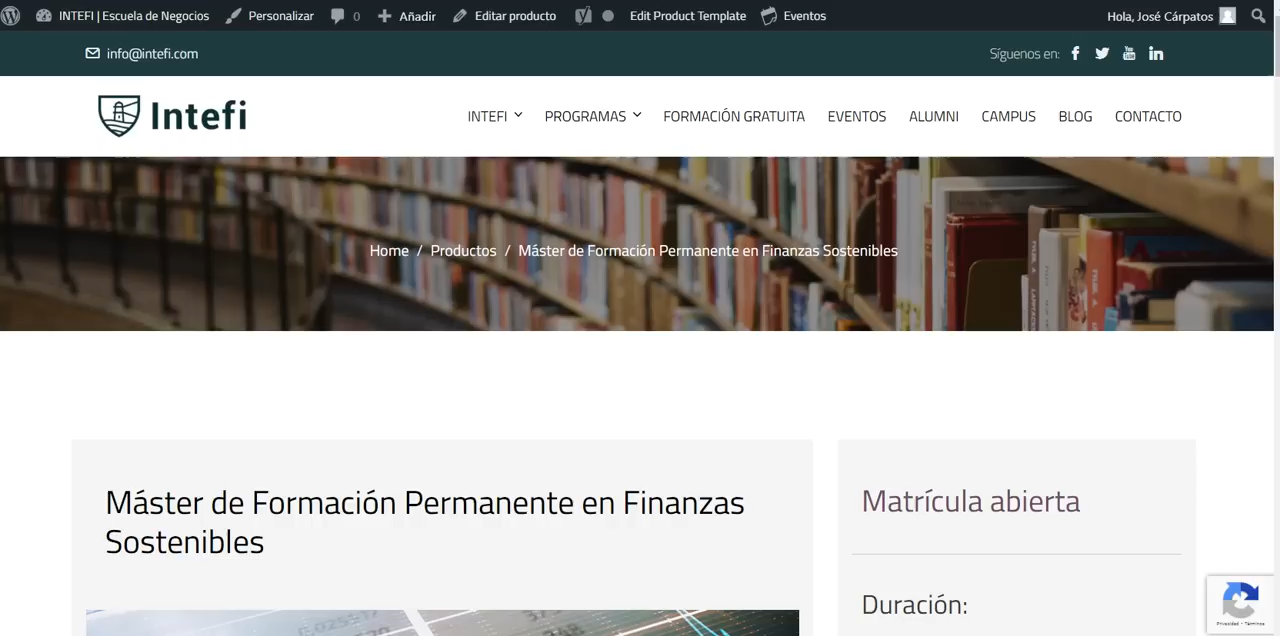 INTEFI | Escuela de Negocios Personalizar 0 Añadir Editar producto Edit Product Template Eventos Hola, José Cárpatos
info@intefi.com Síguenos en:
Intefi INTEFI PROGRAMAS FORMACIÓN GRATUITA EVENTOS ALUMNI CAMPUS BLOG CONTACTO
Home / Productos / Máster de Formación Permanente en Finanzas Sostenibles
Máster de Formación Permanente en Finanzas
Sostenibles
Matrícula abierta
Duración:
Privacidad - Términos